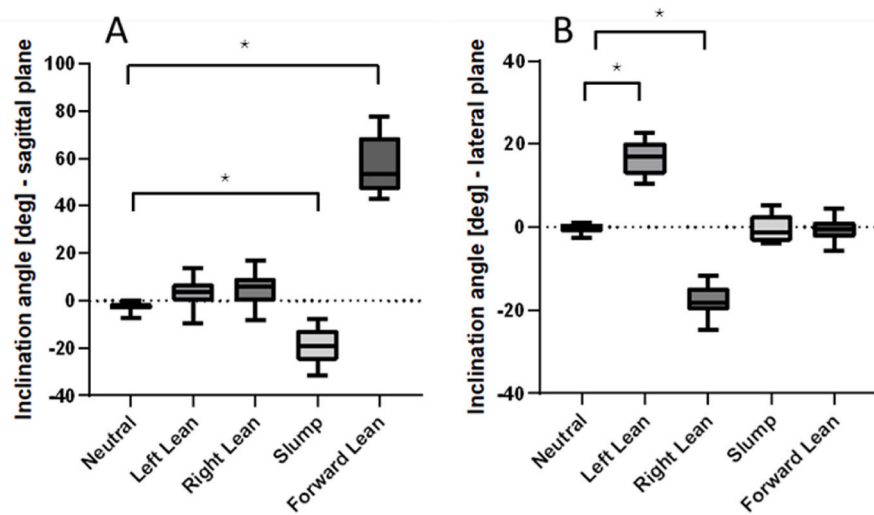 A
Inclination angle [deg] - sagittal plane
100
80
60
40
20
0
-20
-40
*
*
Neutral
Left Lean
Right Lean
Slump
Forward Lean
B
Inclination angle [deg] - lateral plane
40
20
0
-20
-40
*
*
Neutral
Left Lean
Right Lean
Slump
Forward Lean